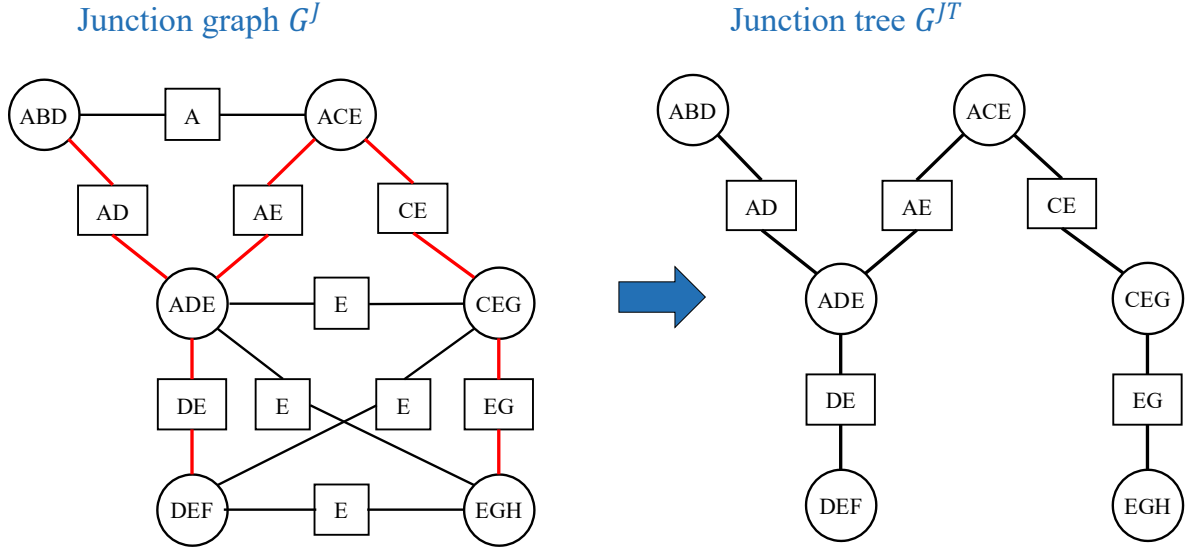 Junction graph G^J
Junction tree G^{JT}
ABD
A
ACE
AD
AE
CE
ADE
E
CEG
DE
E
E
EG
DEF
E
EGH
ABD
ACE
AD
AE
CE
ADE
CEG
DE
EG
DEF
EGH